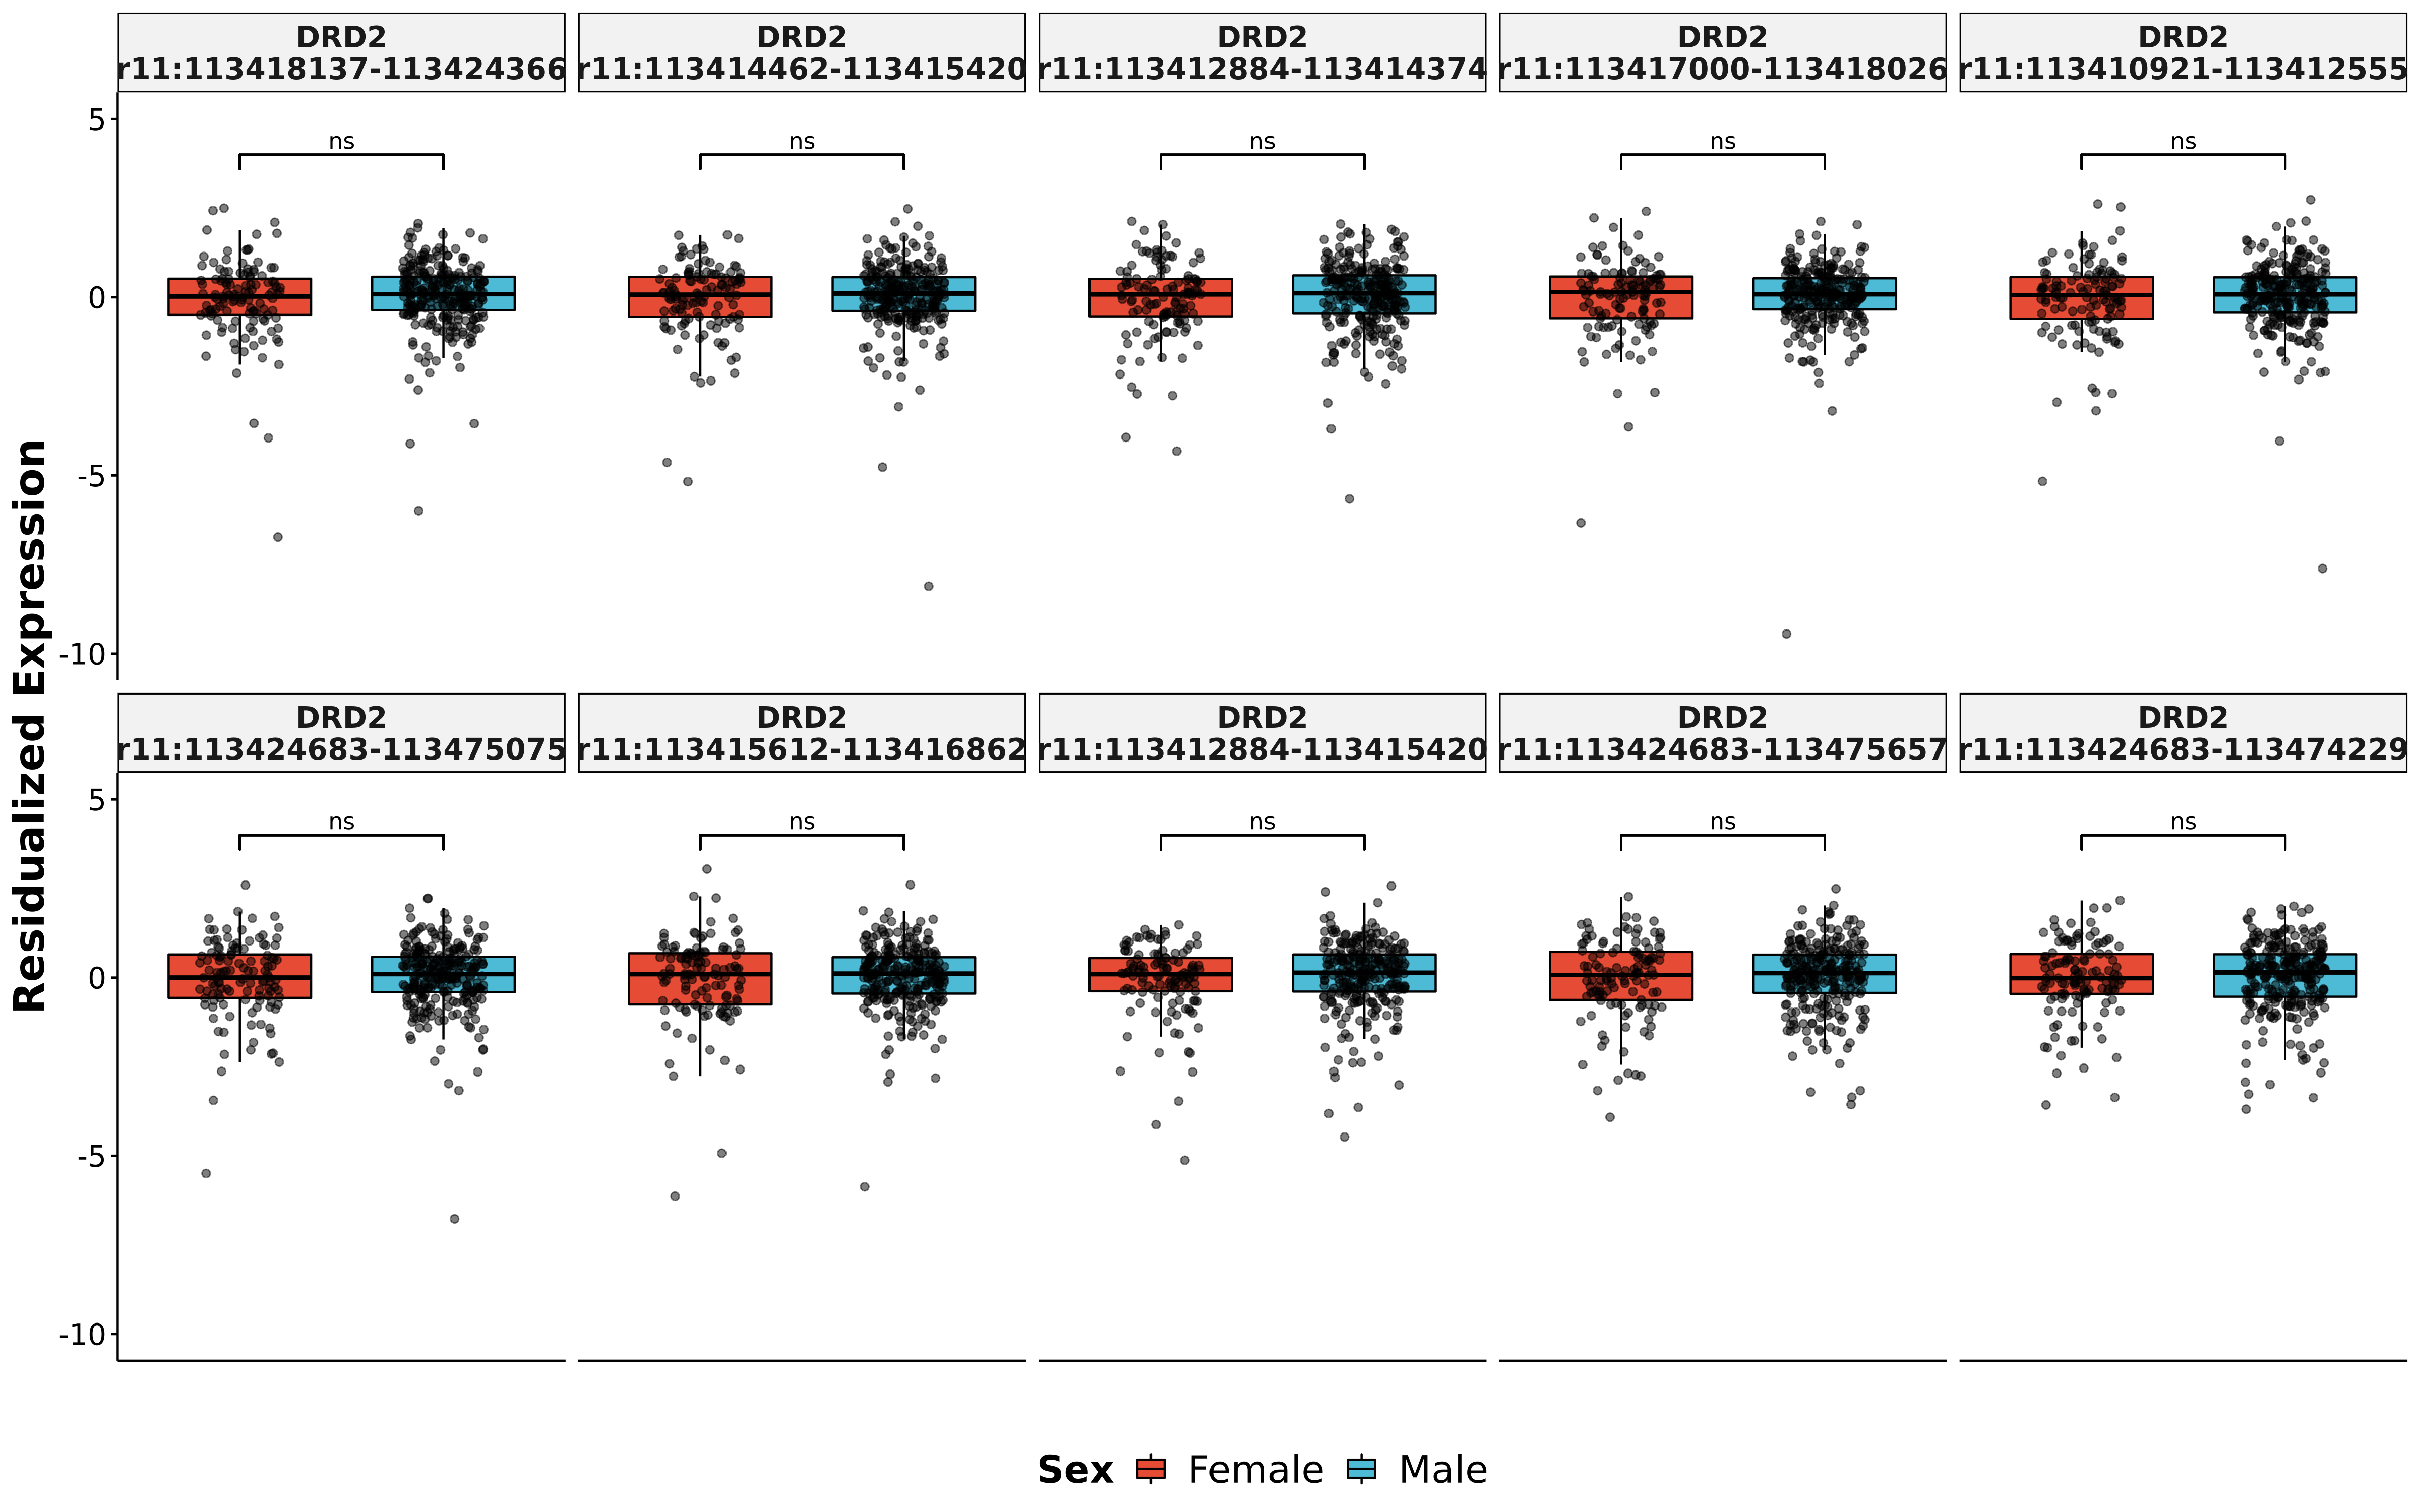 DRD2 DRD2 DRD2 DRD2 DRD2
r11:113418137-113424366 r11:113414462-113415420 r11:113412884-113414374 r11:113417000-113418026 r11:113410921-113412555
5
ns ns ns ns ns
0
-5
-10
Residualized Expression
DRD2 DRD2 DRD2 DRD2 DRD2
r11:113424683-113475075 r11:113415612-113416862 r11:113412884-113415420 r11:113424683-113475657 r11:113424683-113474229
5
ns ns ns ns ns
0
-5
-10
Sex Female Male